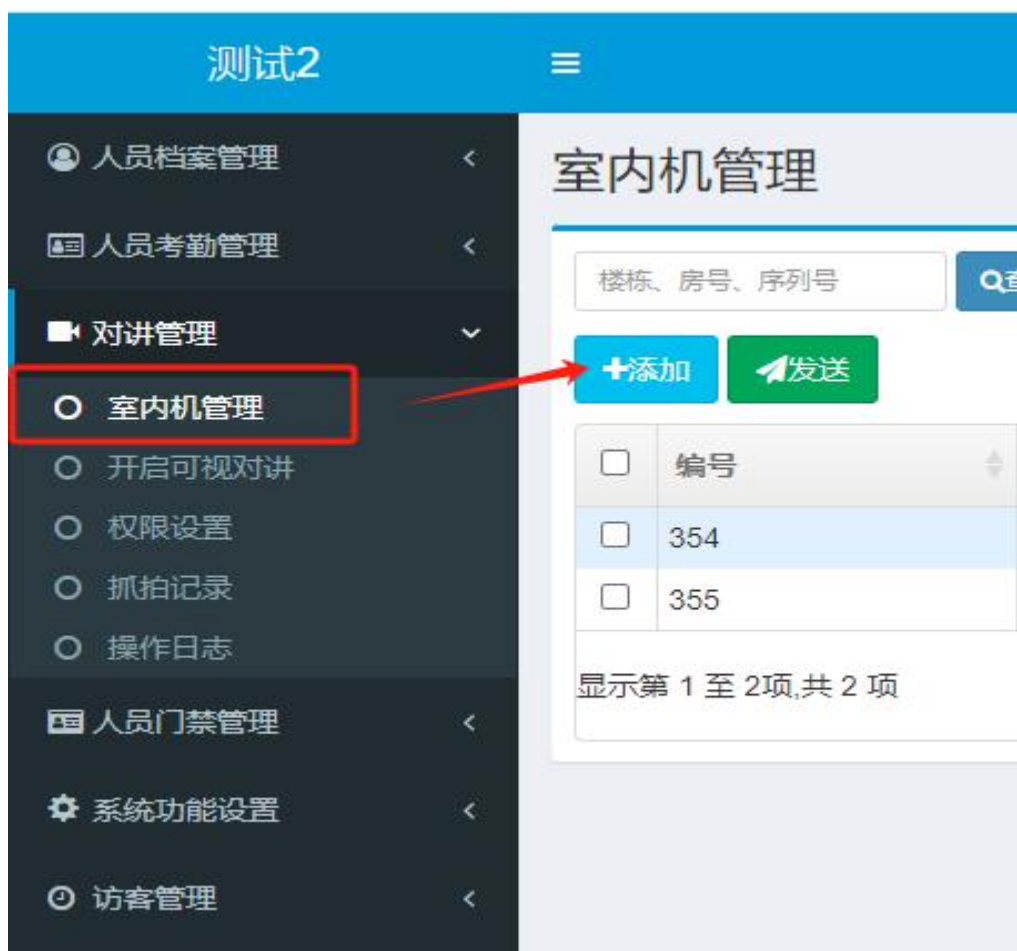 测试2
人员档案管理
人员考勤管理
对讲管理
室内机管理
开启可视对讲
权限设置
抓拍记录
操作日志
人员门禁管理
系统功能设置
访客管理
室内机管理
楼栋、房号、序列号
添加 发送
编号
354
355
显示第 1 至 2项,共 2 项